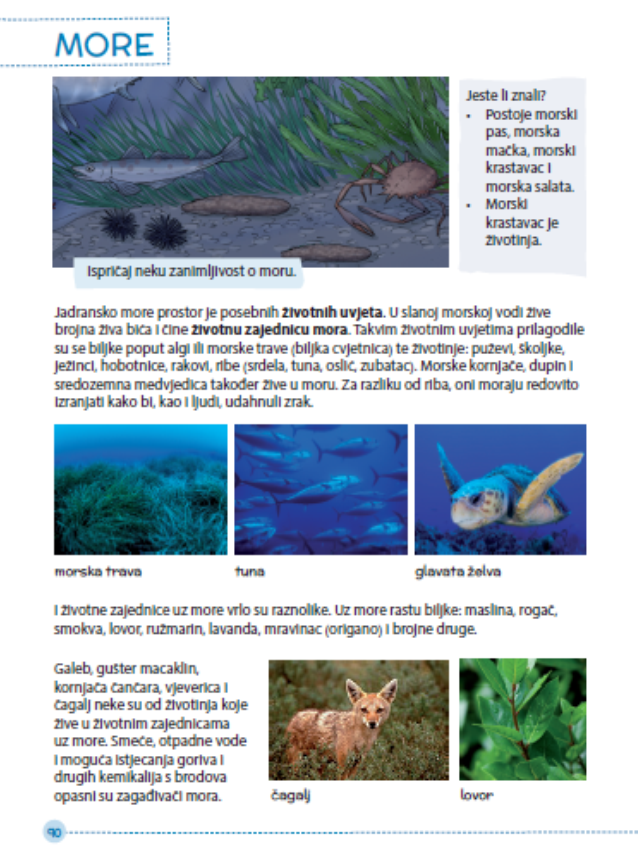 MORE
Jeste li znali?
• Postoje morski
pas, morska
mačka, morski
krastavac i
morska salata.
• Morski
krastavac je
životinja.
Ispričaj neku zanimljivost o moru.
Jadransko more prostor je posebnih životnih uvjeta. U slanoj morskoj vodi žive
brojna živa bića i čine životnu zajednicu mora. Takvim životnim uvjetima prilagodile
su se biljke poput algi ili morske trave (biljka cvjetnica) te životinje: puževi, školjke,
ježinci, hobotnice, rakovi, ribe (srdela, tuna, oslić, zubatac). Morske kornjače, dupin i
sredozemna medvjedica također žive u moru. Za razliku od riba, oni moraju redovito
izranjati kako bi, kao i ljudi, udahnuli zrak.
morska trava
tuna
glavata želva
I životne zajednice uz more vrlo su raznolike. Uz more rastu biljke: maslina, rogač,
smokva, lovor, ružmarin, lavanda, mravinac (origano) i brojne druge.
Galeb, gušter macaklin,
kornjača čančara, vjeverica i
čagalj neke su od životinja koje
žive u životnim zajednicama
uz more. Smeće, otpadne vode
i moguća istjecanja goriva i
drugih kemikalija s brodova
opasni su zagađivači mora.
čagalj
lovor
90